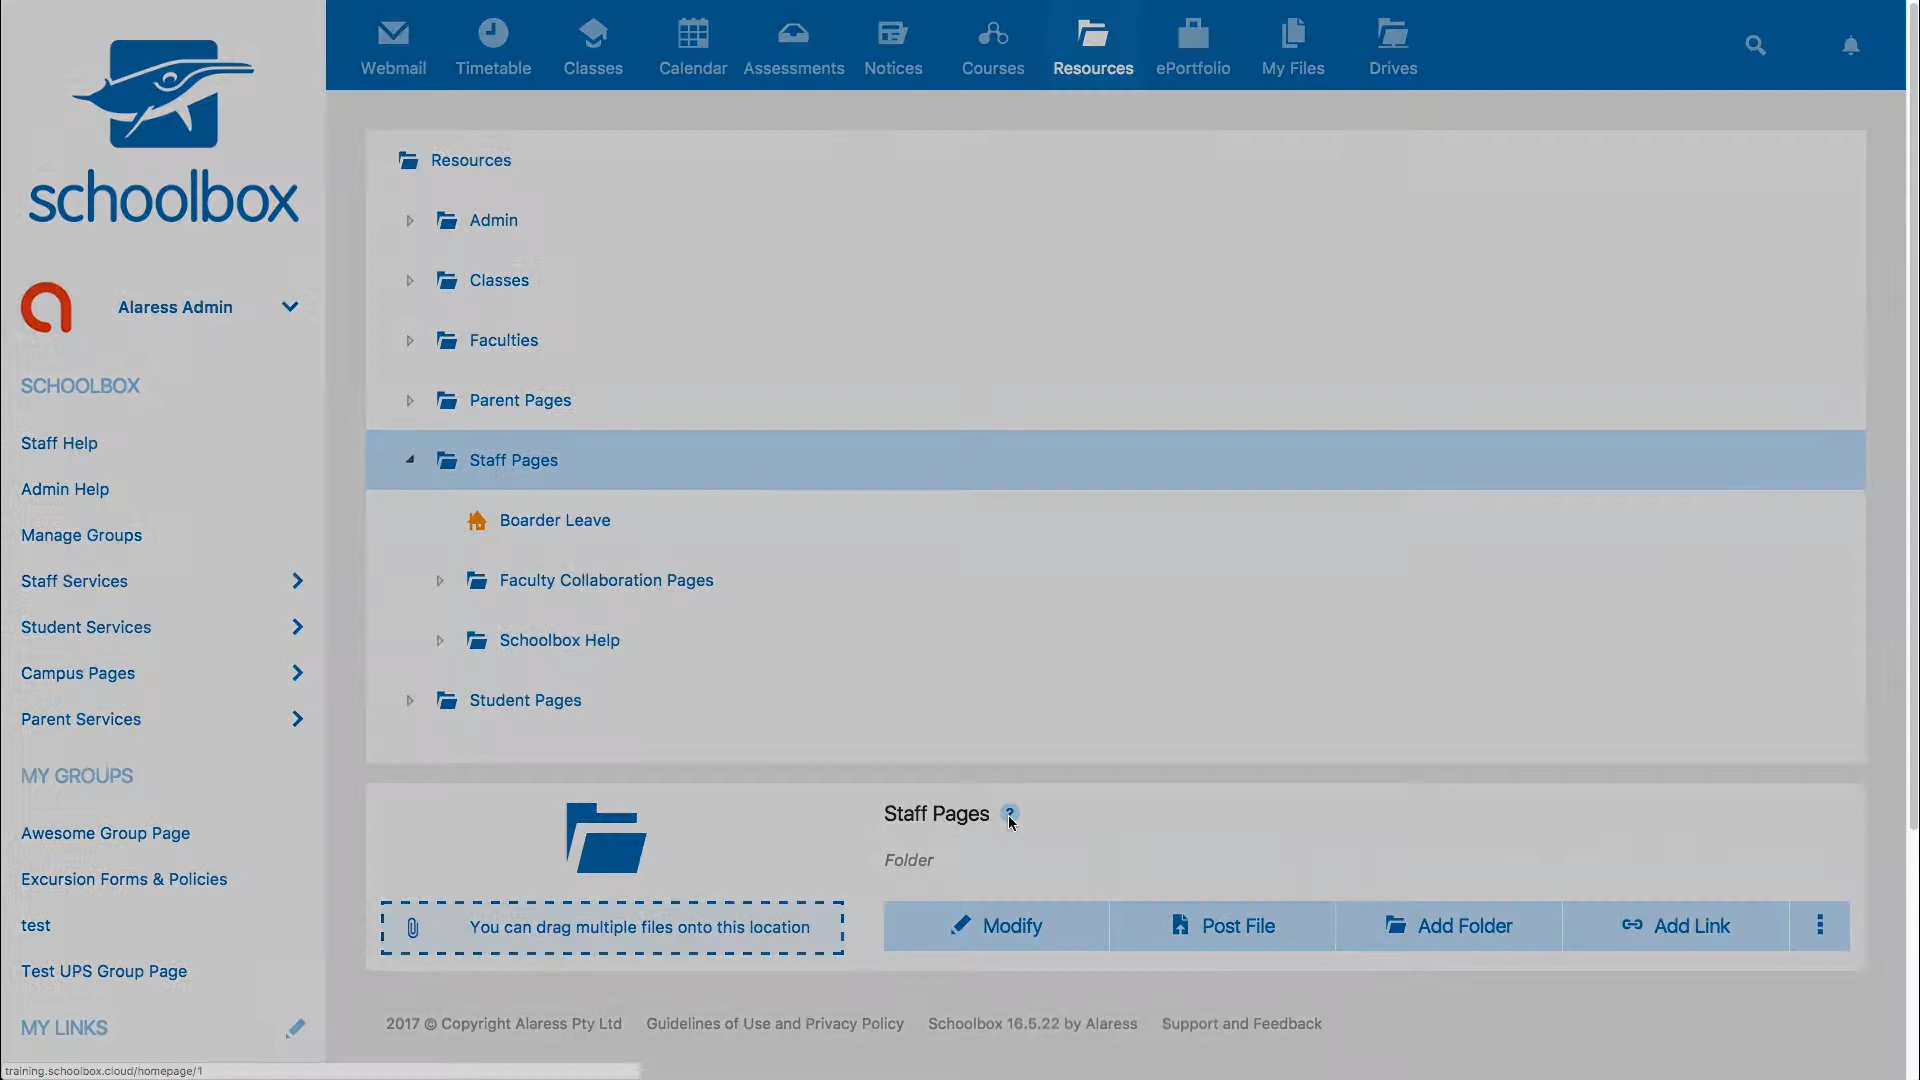 Webmail
Timetable
Classes
Calendar
Assessments
Notices
Courses
Resources
ePortfolio
My Files
Drives
schoolbox
Alaress Admin
SCHOOLBOX
Staff Help
Admin Help
Manage Groups
Staff Services
Student Services
Campus Pages
Parent Services
MY GROUPS
Awesome Group Page
Excursion Forms & Policies
test
Test UPS Group Page
MY LINKS
Resources
Admin
Classes
Faculties
Parent Pages
Staff Pages
Boarder Leave
Faculty Collaboration Pages
Schoolbox Help
Student Pages
Staff Pages ?
Folder
You can drag multiple files onto this location
Modify
Post File
Add Folder
Add Link
2017 © Copyright Alaress Pty Ltd
Guidelines of Use and Privacy Policy
Schoolbox 16.5.22 by Alaress
Support and Feedback
training.schoolbox.cloud/homepage/1